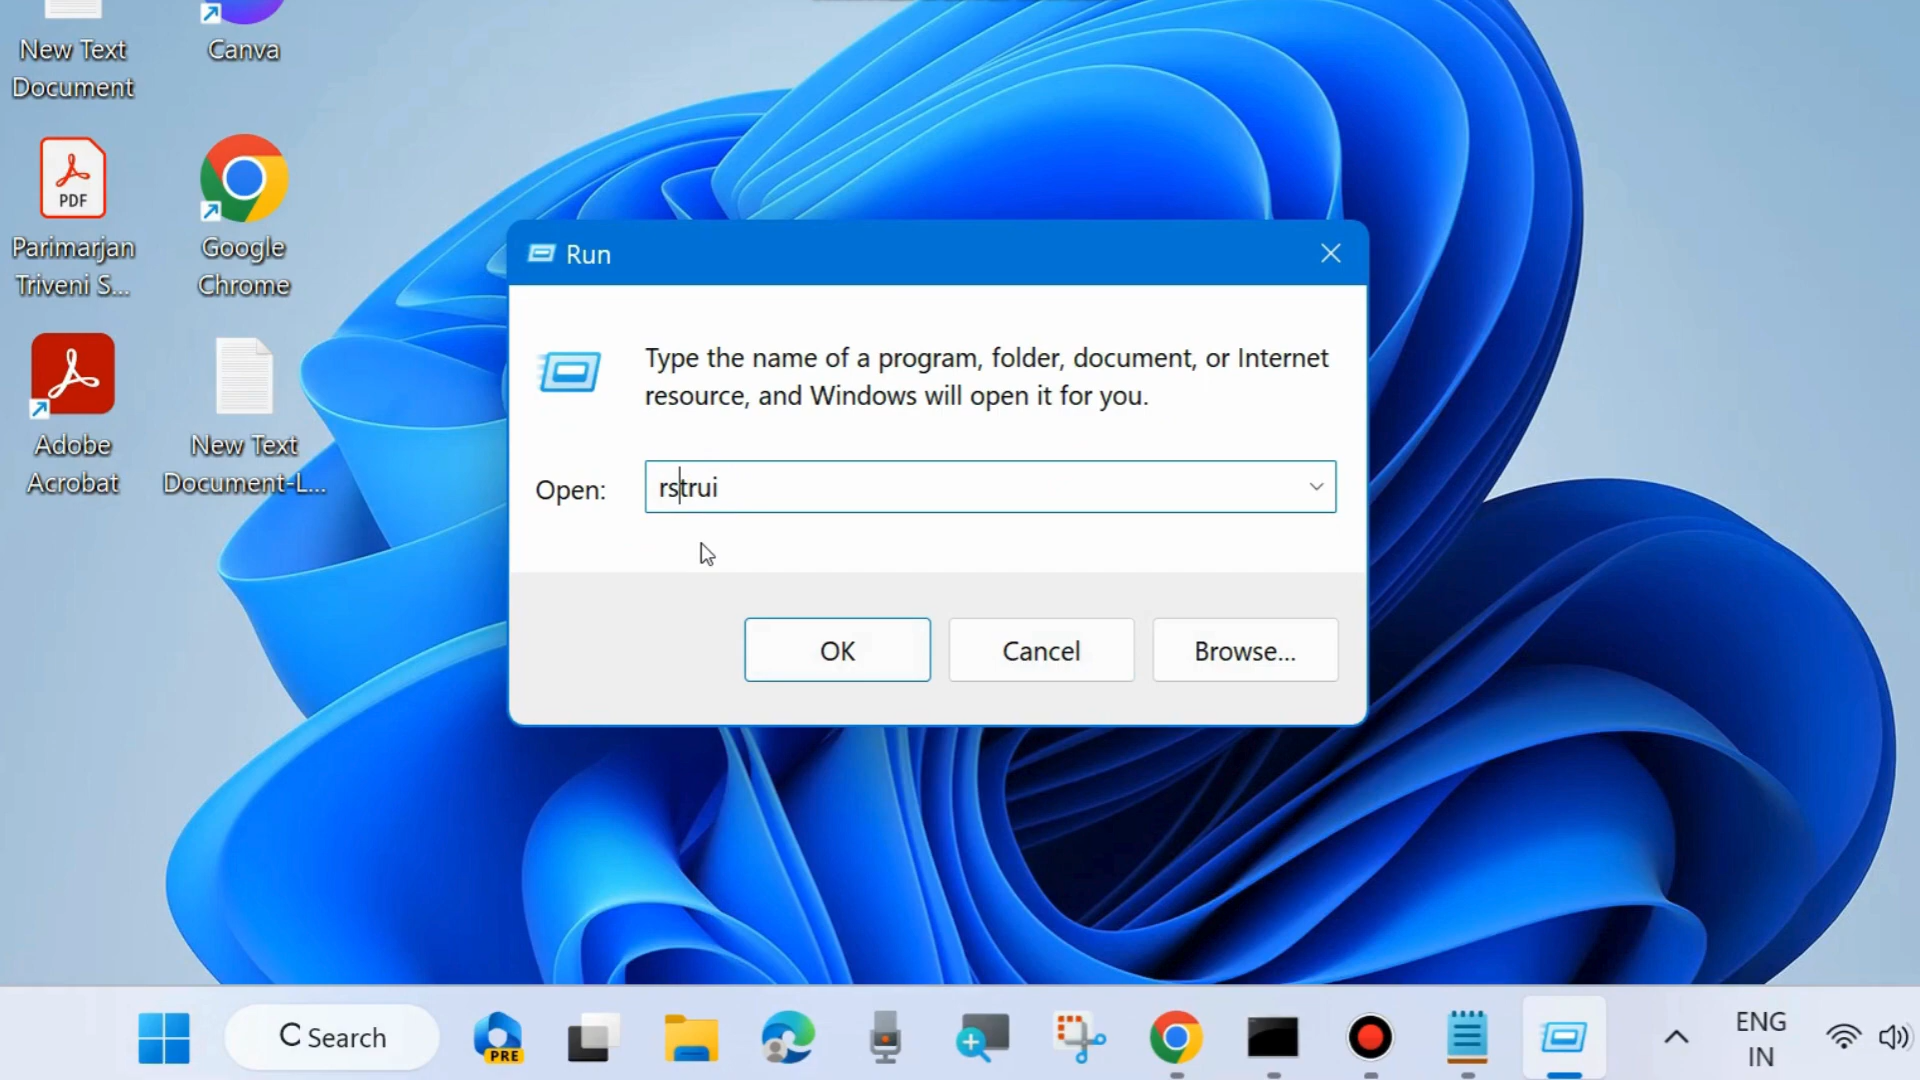 New Text
Document
Canva
PDF
Parimarjan
Triveni S...
Google
Chrome
Adobe
Acrobat
New Text
Document-L...
Run
Type the name of a program, folder, document, or Internet
resource, and Windows will open it for you.
Open:
rstrui
OK
Cancel
Browse...
Search
PRE
ENG
IN